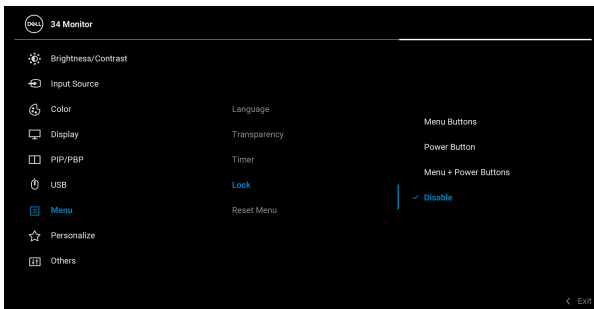 DELL 34 Monitor
Brightness/Contrast
Input Source
Color
Language
Menu Buttons
Display
Transparency
Power Button
PIP/PBP
Timer
Menu + Power Buttons
USB
Lock
Disable
Menu
Reset Menu
Personalize
Others
Exit